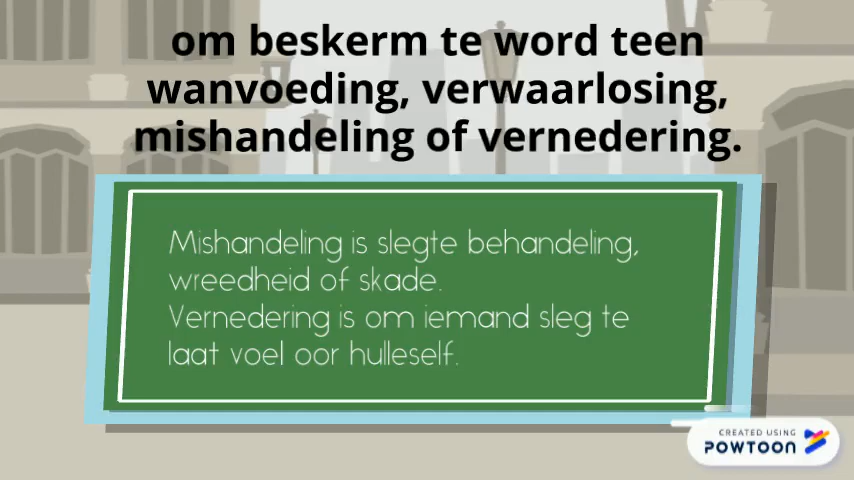 om beskerm te word teen
wanvoeding, verwaarlosing,
mishandeling of vernedering.
Mishandeling is slegte behandeling,
wreedheid of skade.
Vernedering is om iemand sleg te
laat voel oor hulleself.
CREATED USING
POWTOON